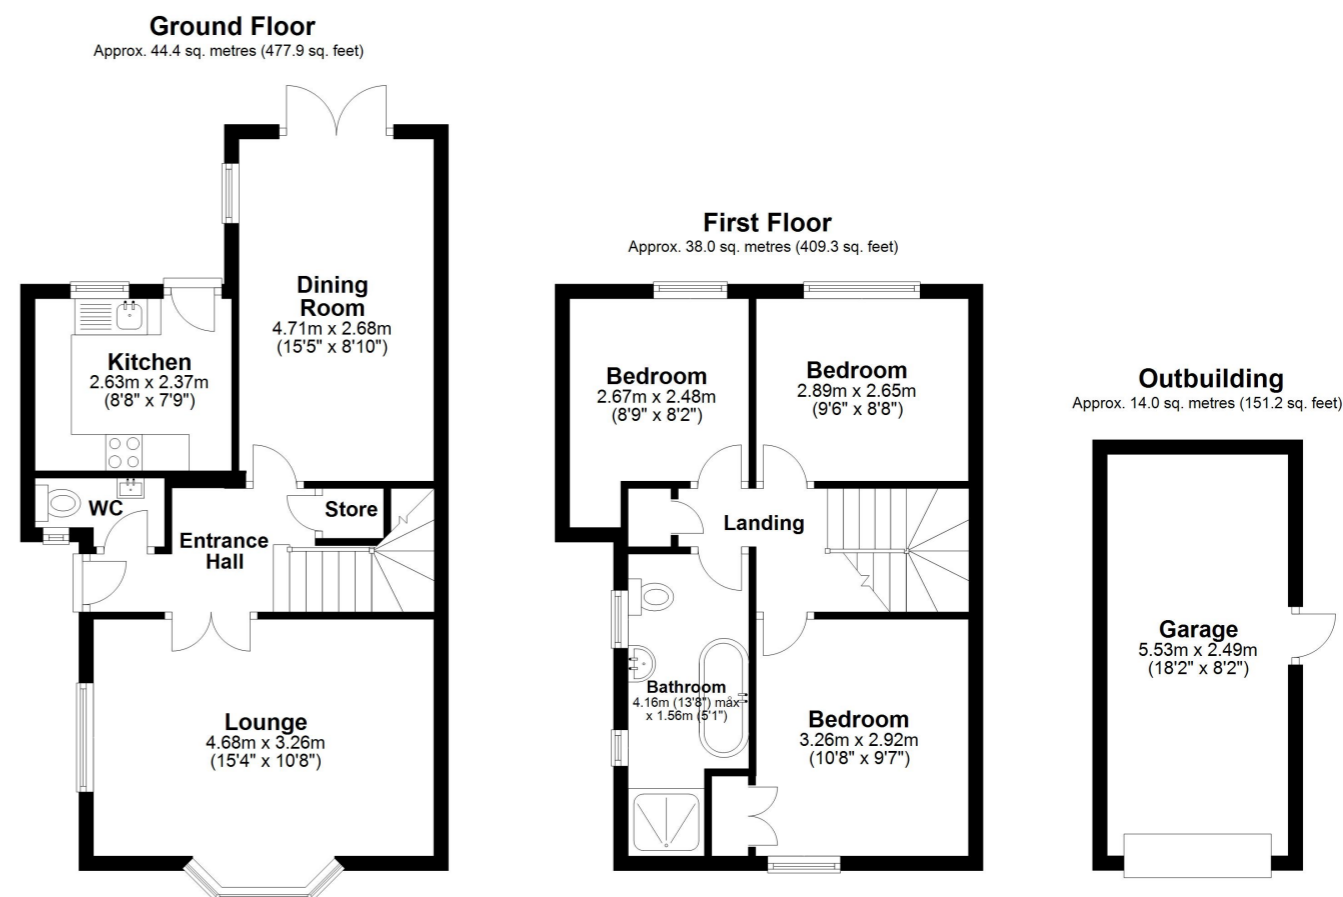 Ground Floor
Approx. 44.4 sq. metres (477.9 sq. feet)
Dining
Room
4.71m x 2.68m
(15'5" x 8'10")
Kitchen
2.63m x 2.37m
(8'8" x 7'9")
WC
Store
Entrance
Hall
Lounge
4.68m x 3.26m
(15'4" x 10'8")
First Floor
Approx. 38.0 sq. metres (409.3 sq. feet)
Bedroom
2.67m x 2.48m
(8'9" x 8'2")
Bedroom
2.89m x 2.65m
(9'6" x 8'8")
Landing
Bathroom
4.16m (13'8") max
x 1.56m (5'1")
Bedroom
3.26m x 2.92m
(10'8" x 9'7")
Outbuilding
Approx. 14.0 sq. metres (151.2 sq. feet)
Garage
5.53m x 2.49m
(18'2" x 8'2")